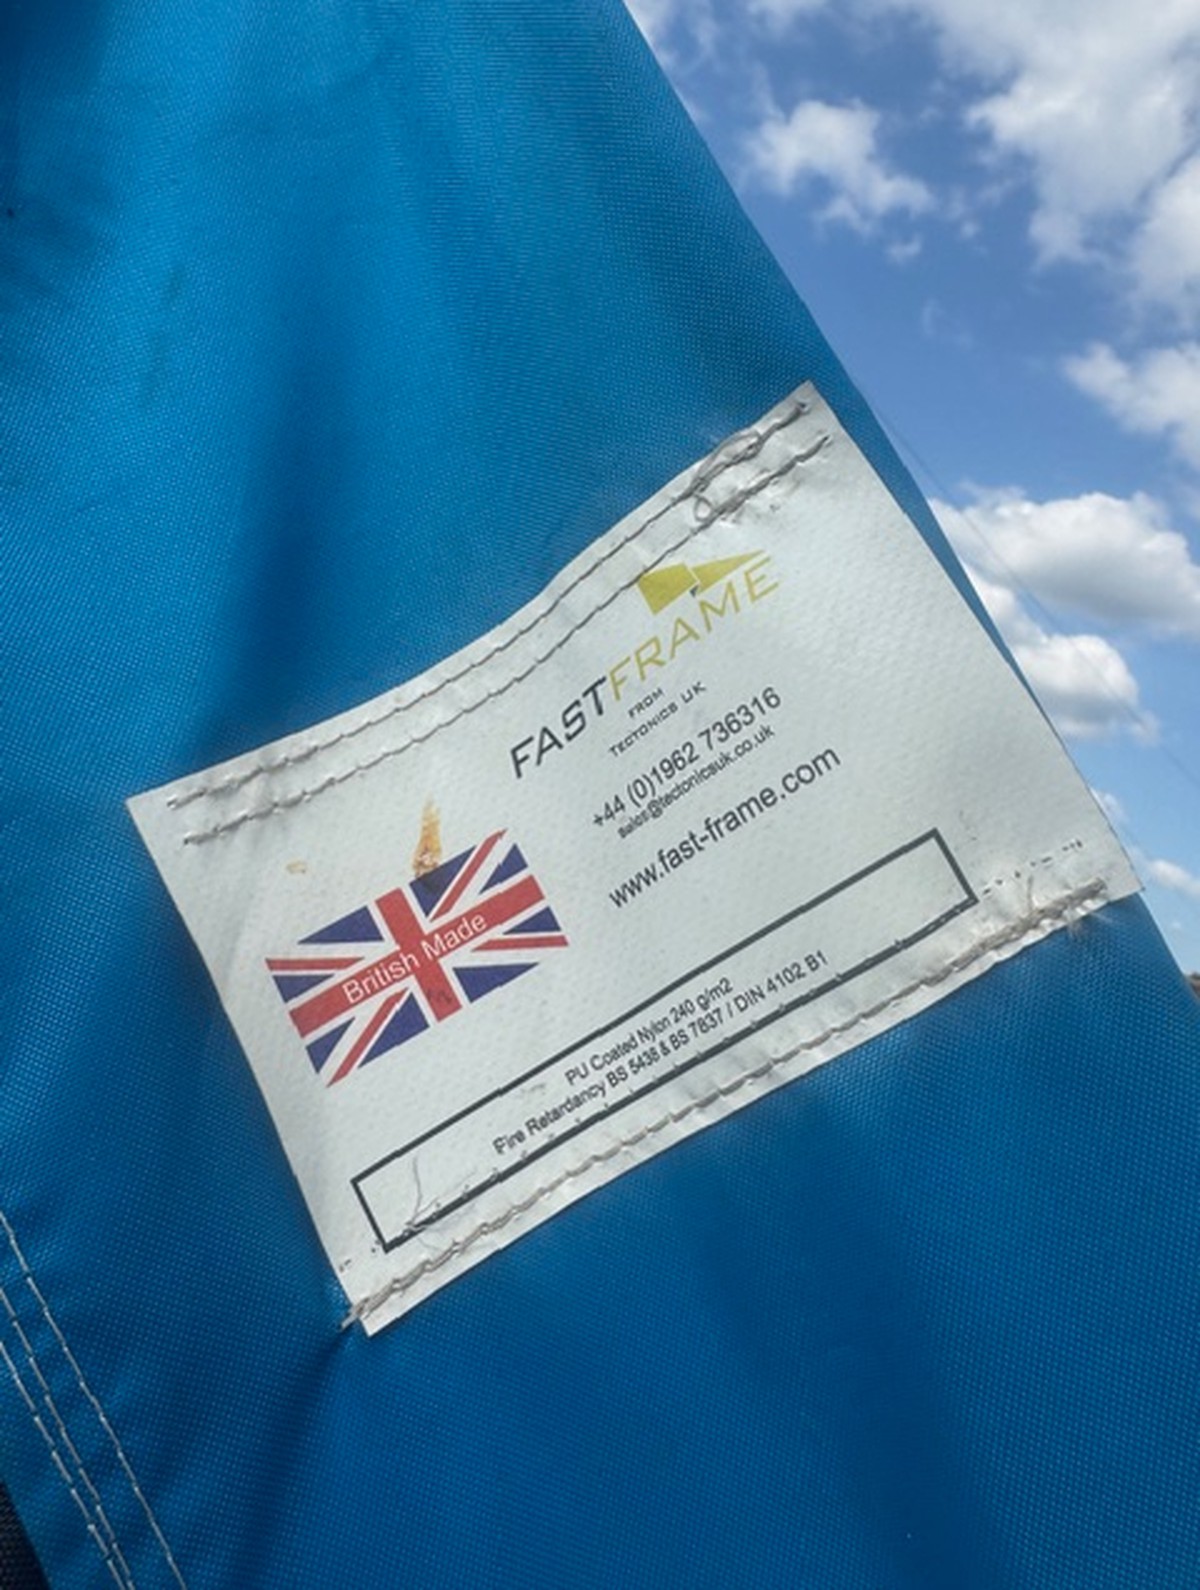 FASTFRAME
FROM
TECTONICS UK
+44 (0)1962 736316
sales@tectonicsuk.co.uk
www.fast-frame.com
British Made
PU Coated Nylon 240 g/m2
Fire Retardancy BS 5438 & BS 7837 / DIN 4102 B1